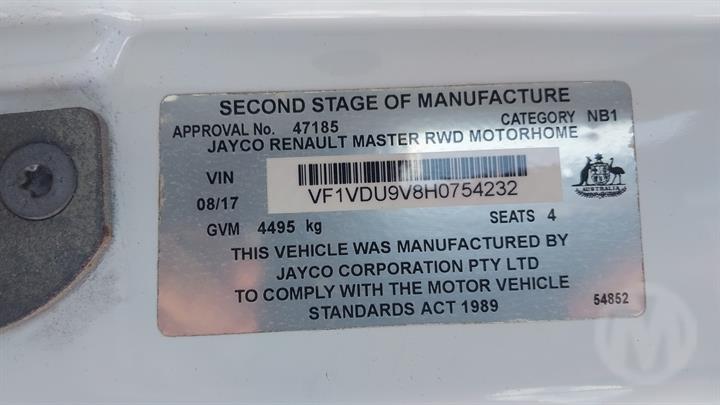 SECOND STAGE OF MANUFACTURE
APPROVAL No. 47185 CATEGORY NB1
JAYCO RENAULT MASTER RWD MOTORHOME
VIN VF1VDU9V8H0754232
08/17
AUSTRALIA
GVM 4495 kg SEATS 4
THIS VEHICLE WAS MANUFACTURED BY
JAYCO CORPORATION PTY LTD
TO COMPLY WITH THE MOTOR VEHICLE
STANDARDS ACT 1989
54852
M